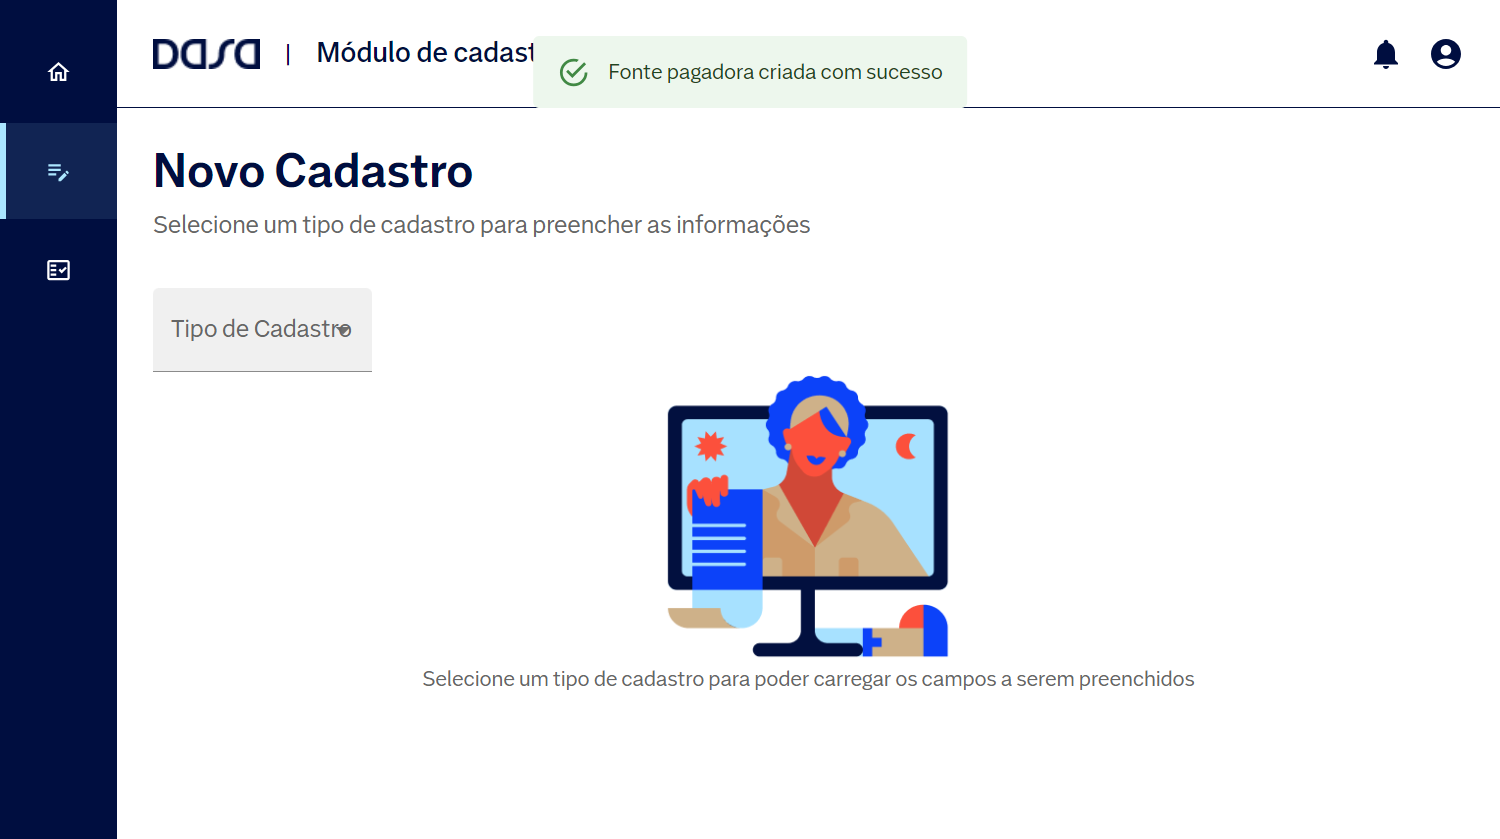 Dasa | Módulo de cadast
Fonte pagadora criada com sucesso
Novo Cadastro
Selecione um tipo de cadastro para preencher as informações
Tipo de Cadastro
Selecione um tipo de cadastro para poder carregar os campos a serem preenchidos